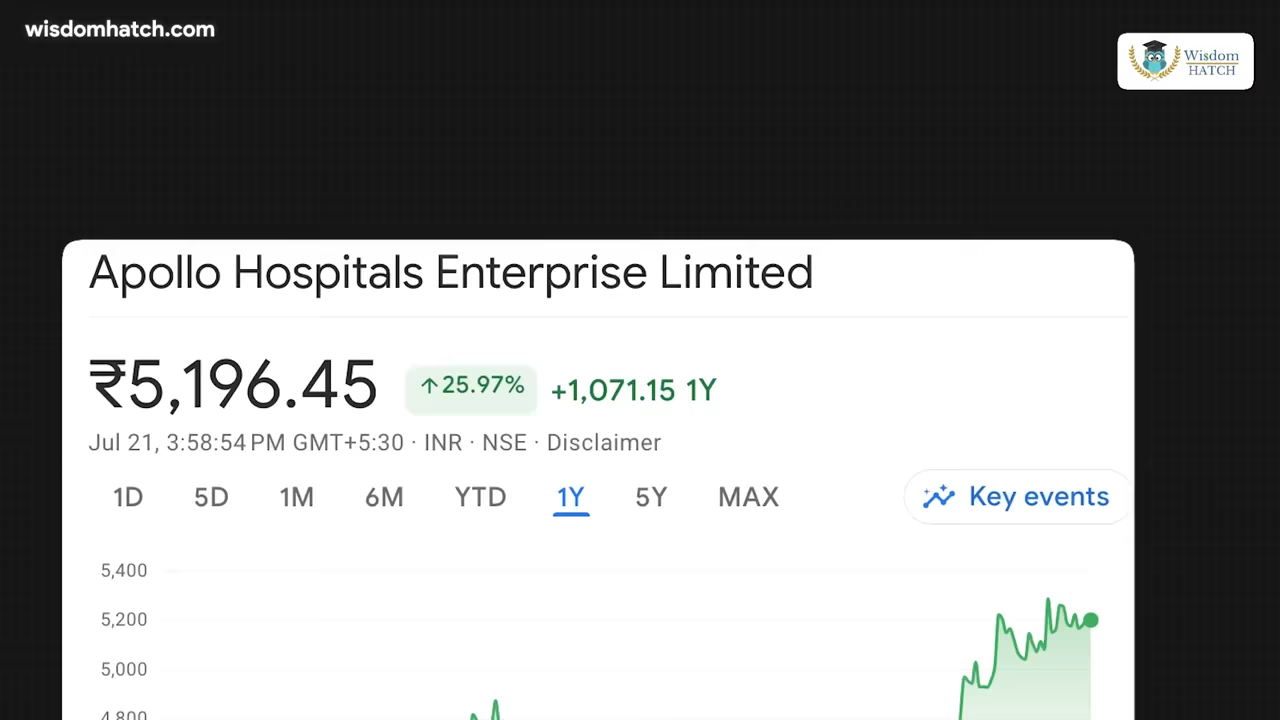 wisdomhatch.com
Wisdom
HATCH
Apollo Hospitals Enterprise Limited
₹5,196.45 ↑25.97% +1,071.15 1Y
Jul 21, 3:58:54 PM GMT+5:30 · INR · NSE · Disclaimer
1D 5D 1M 6M YTD 1Y 5Y MAX Key events
5,400
5,200
5,000
4,800